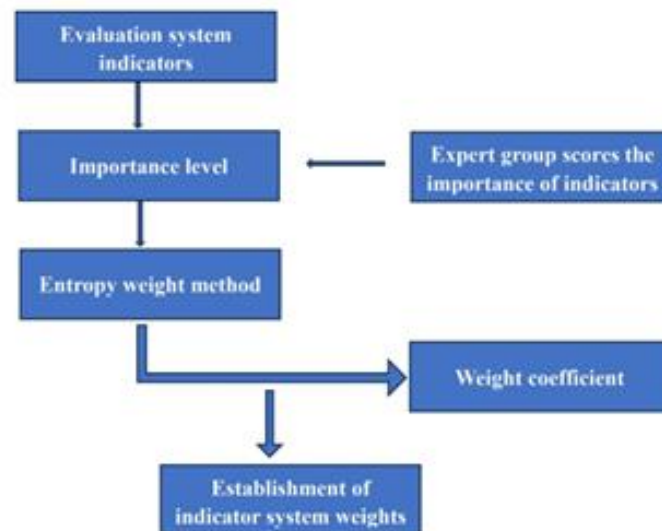 Evaluation system
indicators
Importance level
Expert group scores the
importance of indicators
Entropy weight method
Weight coefficient
Establishment of
indicator system weights